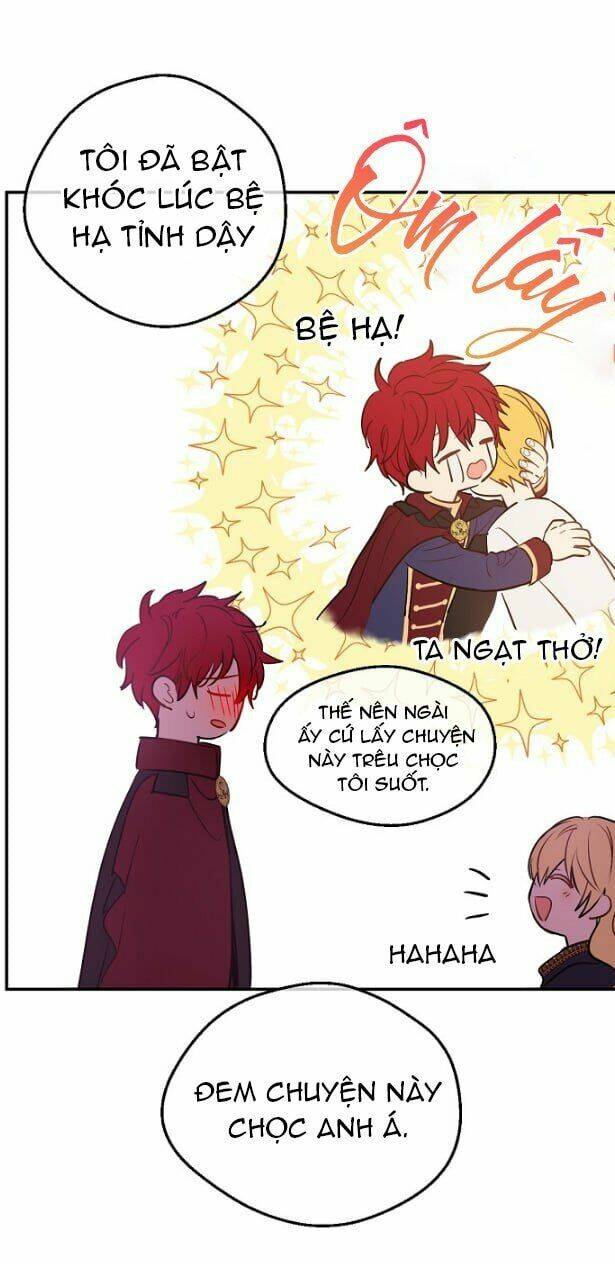 TÔI ĐÃ BẬT
KHÓC LÚC BỆ
HẠ TỈNH DẬY
Ôm lấy
BỆ HẠ!
TA NGẠT THỞ!
THẾ NÊN NGÀI
ẤY CỨ LẤY CHUYỆN
NÀY TRÊU CHỌC
TÔI SUỐT.
HAHAHA
ĐEM CHUYỆN NÀY
CHỌC ANH Á.